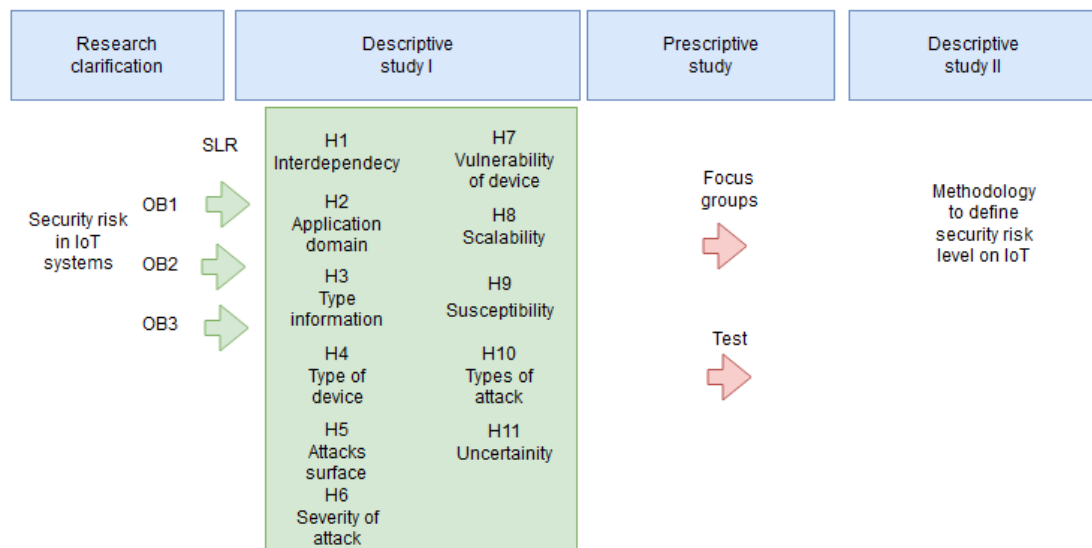 Research
clarification
Descriptive
study I
Prescriptive
study
Descriptive
study II
SLR
Security risk
in IoT
systems
OB1
OB2
OB3
H1
Interdependecy
H2
Application
domain
H3
Type
information
H4
Type of
device
H5
Attacks
surface
H6
Severity of
attack
H7
Vulnerability
of device
H8
Scalability
H9
Susceptibility
H10
Types of
attack
H11
Uncertainity
Focus
groups
Test
Methodology
to define
security risk
level on IoT